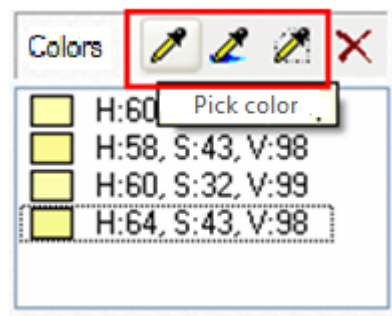 Colors
H:60
Pick color
H:58, S:43, V:98
H:60, S:32, V:99
H:64, S:43, V:98